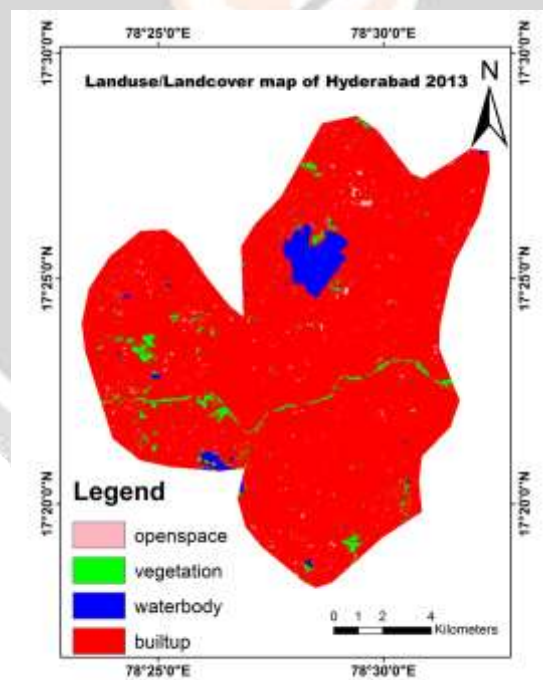 78°25'0"E 78°30'0"E
17°30'0"N 17°30'0"N
Landuse/Landcover map of Hyderabad 2013
N
17°25'0"N 17°25'0"N
17°20'0"N 17°20'0"N
Legend
openspace
vegetation
waterbody
builtup
0 1 2 4
Kilometers
78°25'0"E 78°30'0"E